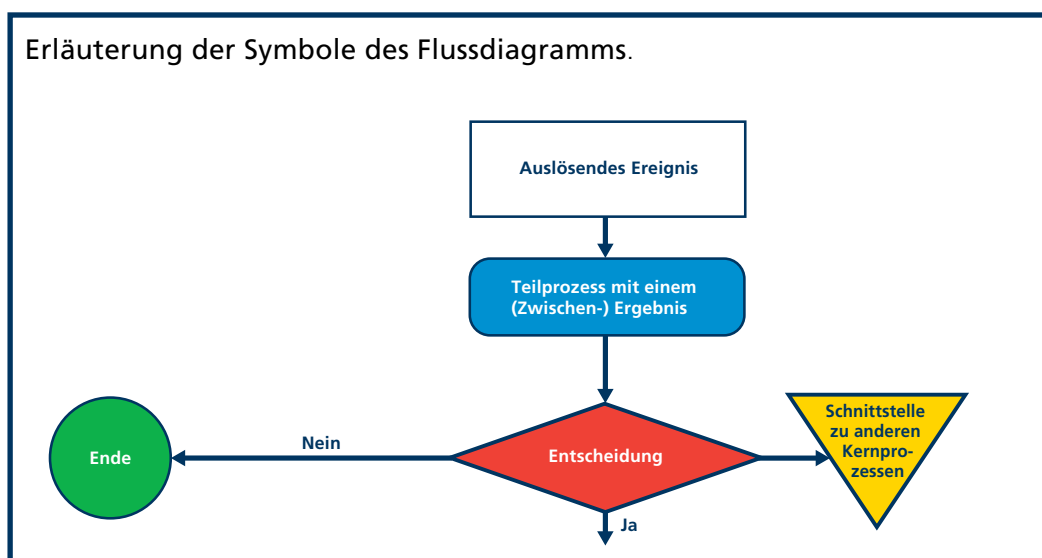 Erläuterung der Symbole des Flussdiagramms.
Auslösendes Ereignis
Teilprozess mit einem
(Zwischen-) Ergebnis
Ende
Nein
Entscheidung
Schnittstelle
zu anderen
Kernpro-
zessen
Ja